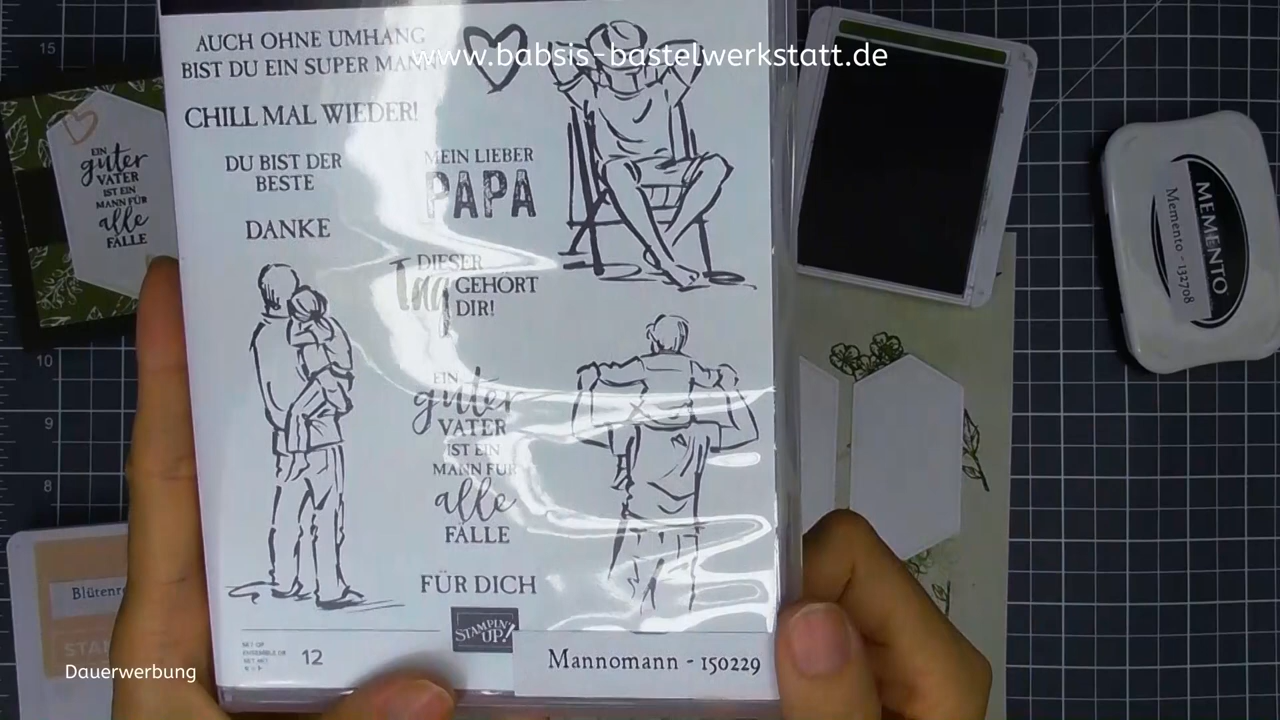 www.babsis-bastelwerkstatt.de
AUCH OHNE UMHANG
BIST DU EIN SUPER MANN
CHILL MAL WIEDER!
DU BIST DER
BESTE
DANKE
MEIN LIEBER
PAPA
DIESER
Tag GEHÖRT
DIR!
EIN
guter
VATER
IST EIN
MANN FÜR
alle
FÄLLE
FÜR DICH
STAMPIN' UP!
12
Mannomann - 150229
EIN
guter
VATER
IST EIN
MANN FÜR
alle
FÄLLE
MEMENTO
Memento - 132708
15
10
9
8
STAM
Dauerwerbung